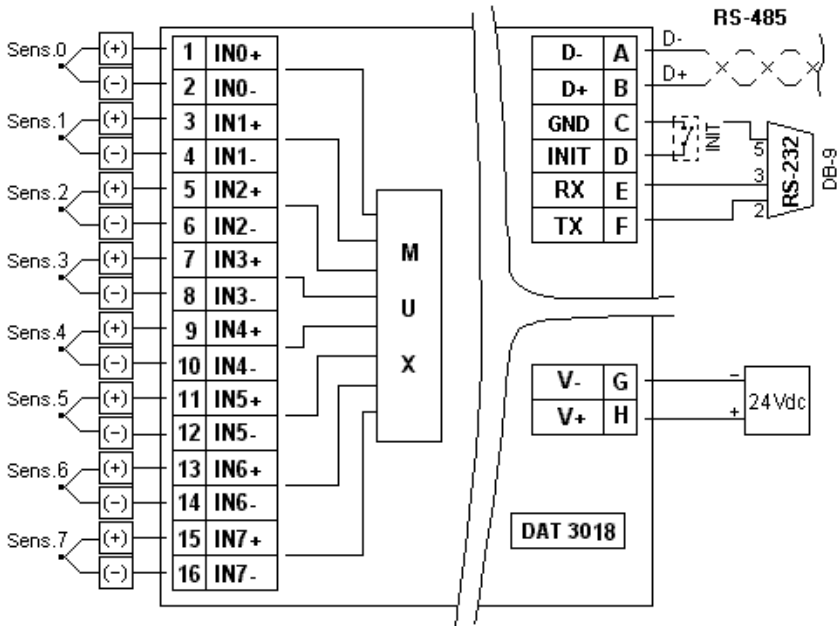 RS-485
Sens.0 (+) 1 IN0+
(−) 2 IN0-
Sens.1 (+) 3 IN1+
(−) 4 IN1-
Sens.2 (+) 5 IN2+
(−) 6 IN2-
Sens.3 (+) 7 IN3+
(−) 8 IN3-
Sens.4 (+) 9 IN4+
(−) 10 IN4-
Sens.5 (+) 11 IN5+
(−) 12 IN5-
Sens.6 (+) 13 IN6+
(−) 14 IN6-
Sens.7 (+) 15 IN7+
(−) 16 IN7-
M
U
X
D- A D-
D+ B D+
GND C
INIT D
RX E
TX F
INIT
5
3
2
RS-232
DB-9
V- G −
V+ H +
24Vdc
DAT 3018